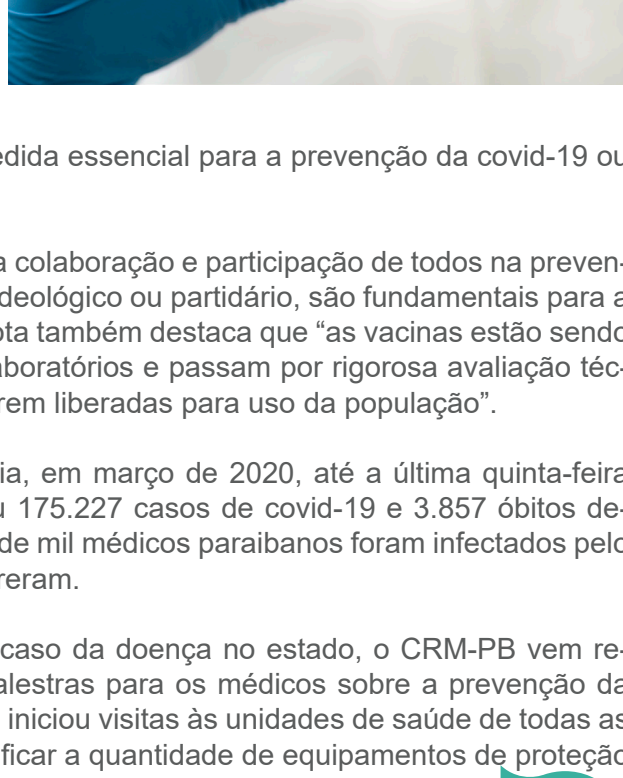 edida essencial para a prevenção da covid-19 ou
a colaboração e participação de todos na preven-
deológico ou partidário, são fundamentais para a
ota também destaca que “as vacinas estão sendo
aboratórios e passam por rigorosa avaliação téc-
rem liberadas para uso da população”.
ia, em março de 2020, até a última quinta-feira
u 175.227 casos de covid-19 e 3.857 óbitos de-
de mil médicos paraibanos foram infectados pelo
reram.
caso da doença no estado, o CRM-PB vem re-
alestras para os médicos sobre a prevenção da
iniciou visitas às unidades de saúde de todas as
ficar a quantidade de equipamentos de proteção